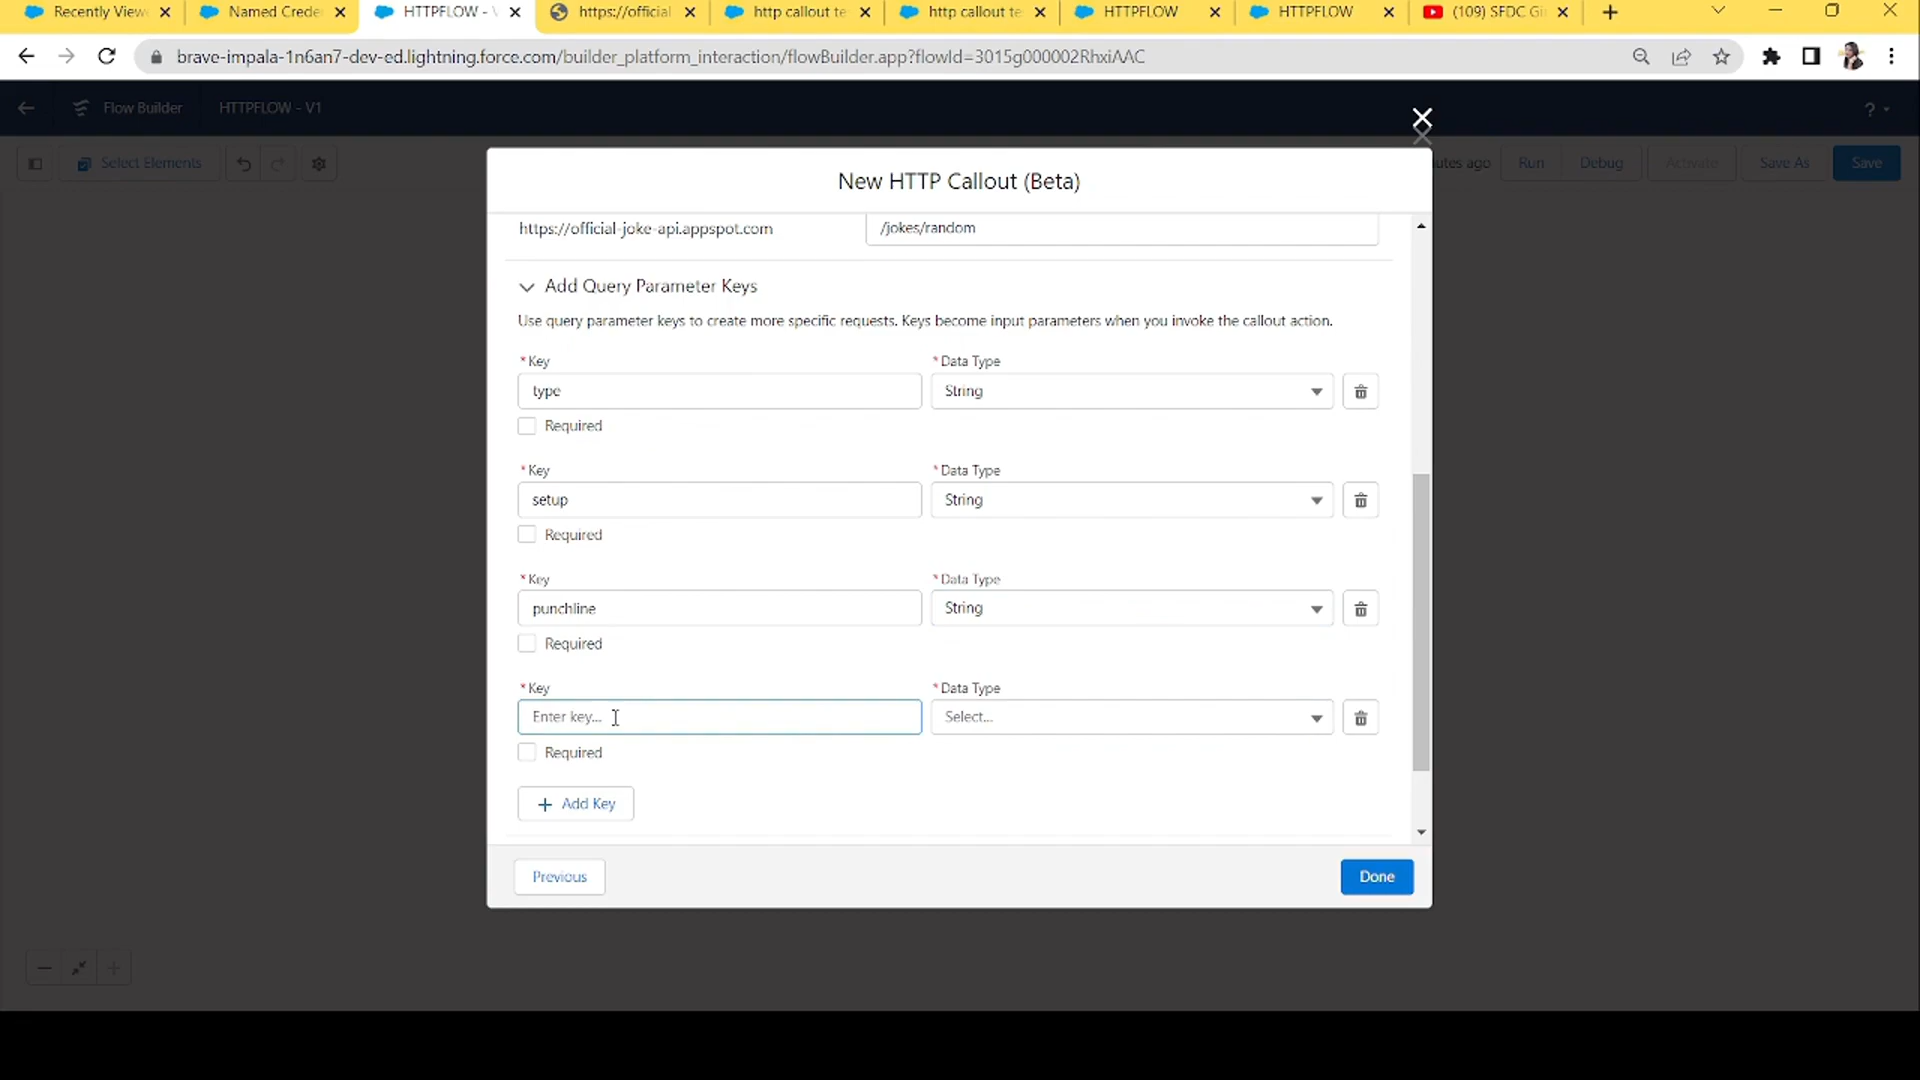 Recently View
Named Crede
HTTPFLOW - V
https://official
http callout te
http callout te
HTTPFLOW
HTTPFLOW
(109) SFDC Gi
brave-impala-1n6an7-dev-ed.lightning.force.com/builder_platform_interaction/flowBuilder.app?flowId=3015g000002RhxiAAC
Flow Builder
HTTPFLOW - V1
?
Select Elements
utes ago
Run
Debug
Activate
Save As
Save
New HTTP Callout (Beta)
https://official-joke-api.appspot.com
/jokes/random
Add Query Parameter Keys
Use query parameter keys to create more specific requests. Keys become input parameters when you invoke the callout action.
* Key
* Data Type
type
String
Required
* Key
* Data Type
setup
String
Required
* Key
* Data Type
punchline
String
Required
* Key
* Data Type
Enter key...
Select...
Required
+ Add Key
Previous
Done